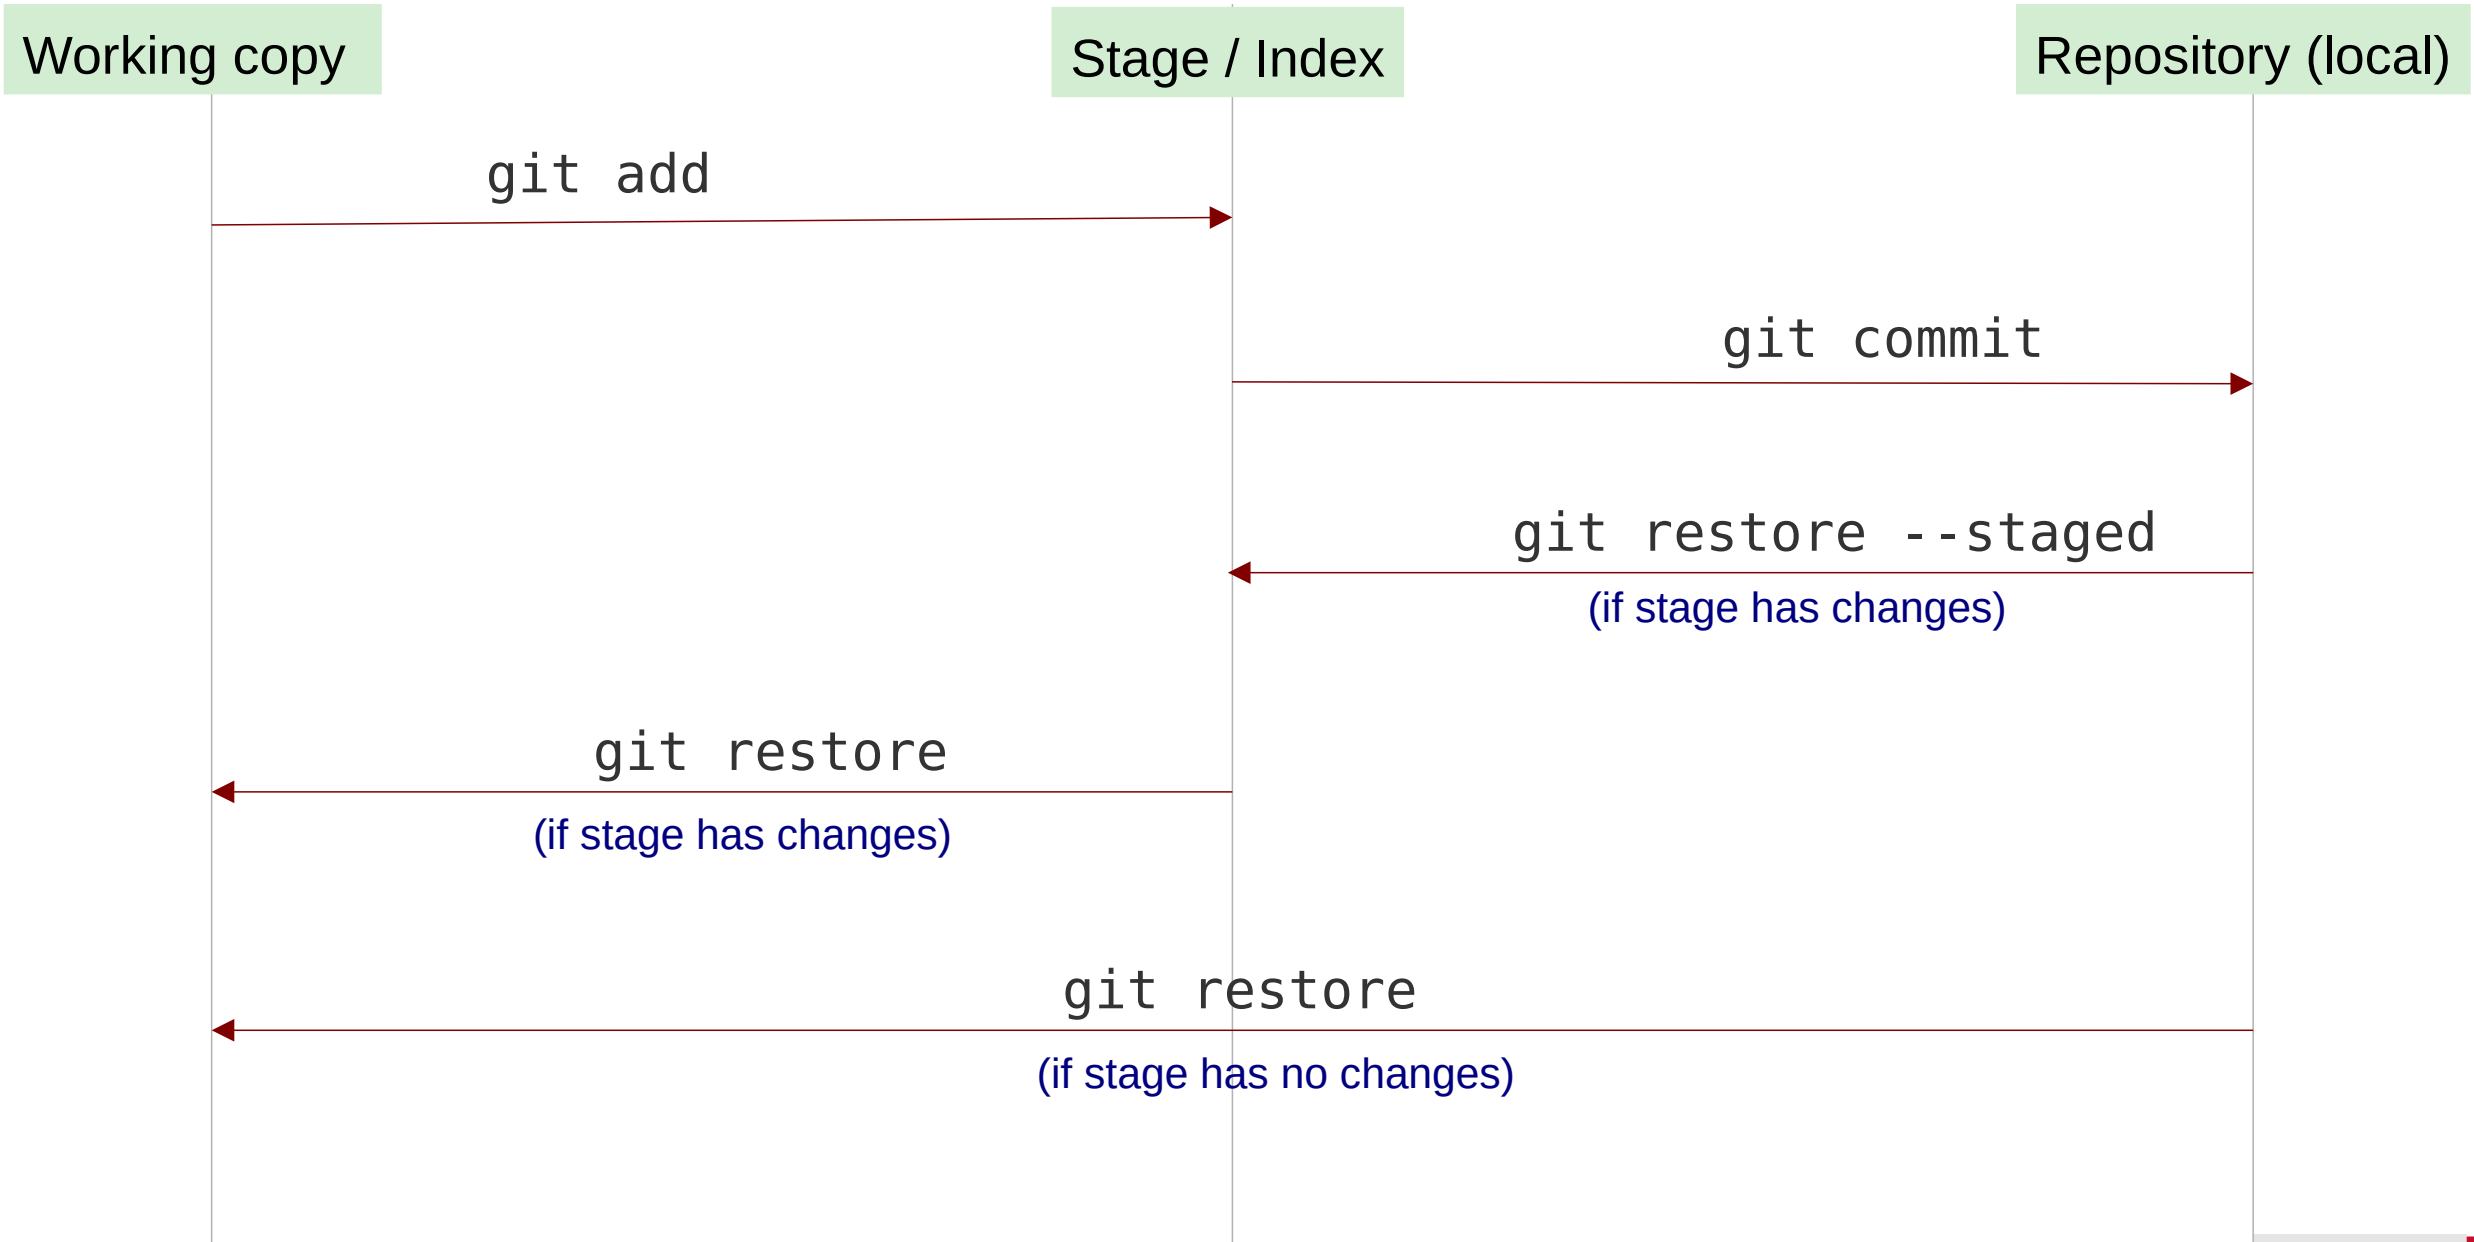 Working copy
Stage / Index
Repository (local)
git add
git commit
git restore --staged
(if stage has changes)
git restore
(if stage has changes)
git restore
(if stage has no changes)